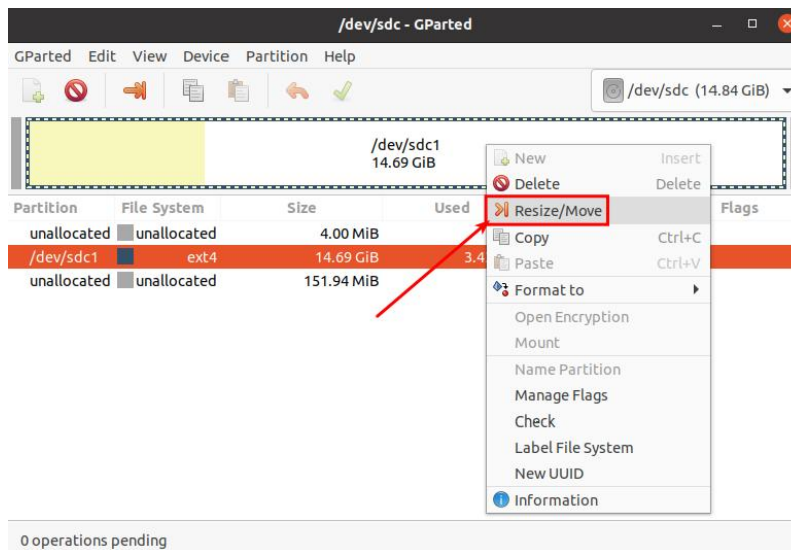 /dev/sdc - GParted
GParted Edit View Device Partition Help
/dev/sdc (14.84 GiB)
/dev/sdc1
14.69 GiB
Partition File System Size Used Flags
unallocated unallocated 4.00 MiB
/dev/sdc1 ext4 14.69 GiB
unallocated unallocated 151.94 MiB
New Insert
Delete Delete
Resize/Move
Copy Ctrl+C
Paste Ctrl+V
Format to
Open Encryption
Mount
Name Partition
Manage Flags
Check
Label File System
New UUID
Information
0 operations pending